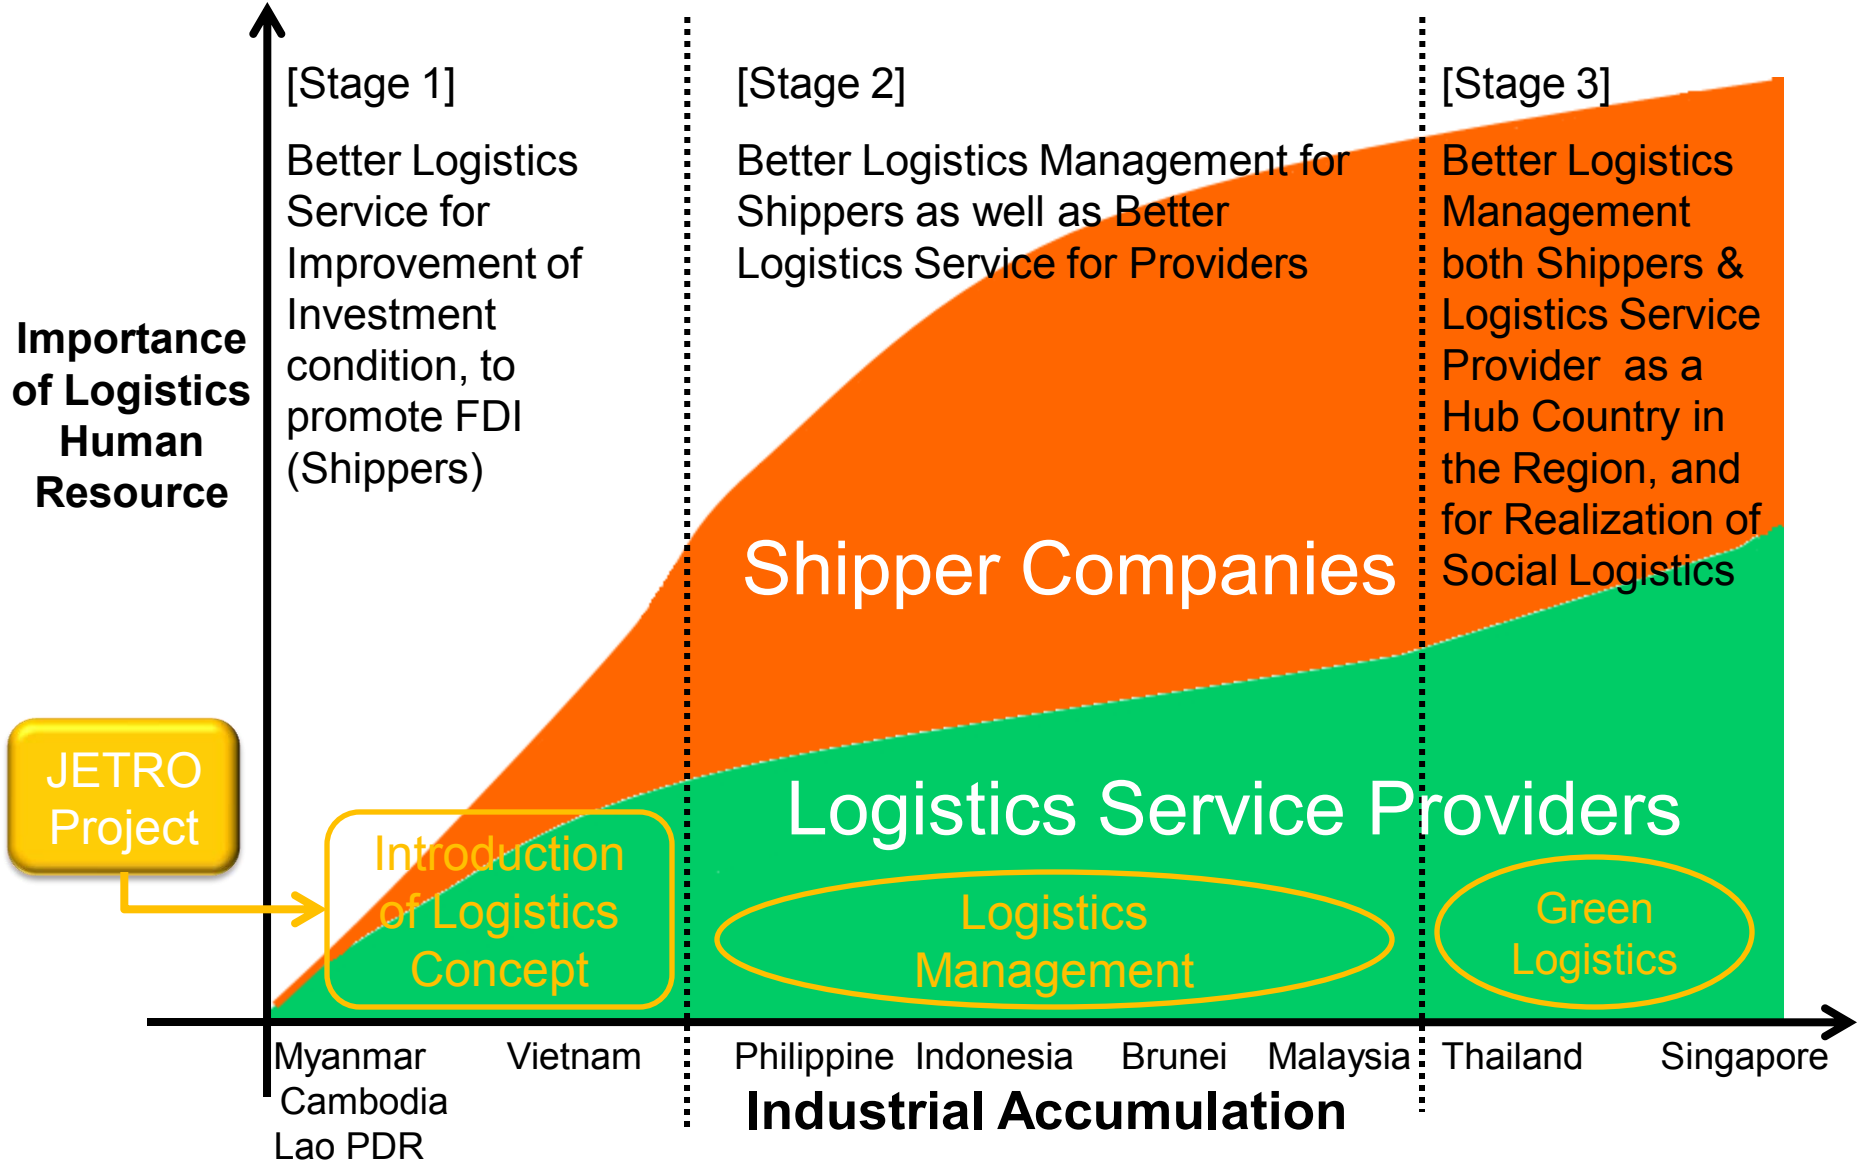 [Stage 1]
Better Logistics
Service for
Improvement of
Investment
condition, to
promote FDI
(Shippers)
[Stage 2]
Better Logistics Management for
Shippers as well as Better
Logistics Service for Providers
[Stage 3]
Better Logistics
Management
both Shippers &
Logistics Service
Provider as a
Hub Country in
the Region, and
for Realization of
Social Logistics
Importance
of Logistics
Human
Resource
Shipper Companies
Logistics Service Providers
JETRO
Project
Introduction
of Logistics
Concept
Logistics
Management
Green
Logistics
Myanmar
Cambodia
Lao PDR
Vietnam
Philippine
Indonesia
Brunei
Malaysia
Thailand
Singapore
Industrial Accumulation